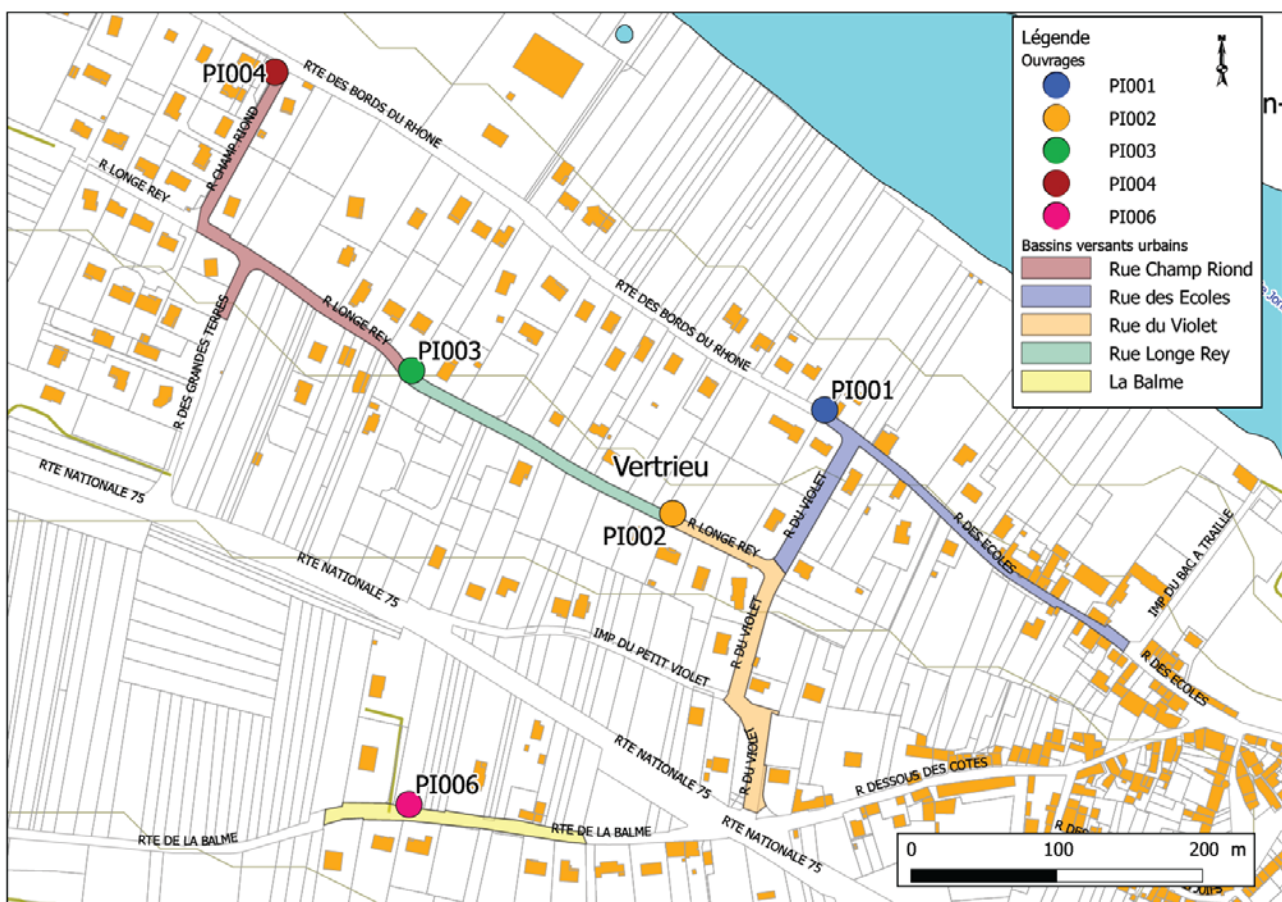 PI004
RTE DES BORDS DU RHONE
R CHAMP RIOND
R LONGE REY
R LONGE REY
R DES GRANDES TERRES
PI003
RTE DES BORDS DU RHONE
PI001
Vertrieu
PI002
R LONGE REY
R DU VIOLET
R DES ECOLES
IMP DU BAC A TRAILLE
RTE NATIONALE 75
RTE NATIONALE 75
IMP DU PETIT VIOLET
R DU VIOLET
R DES ECOLES
R DU VIOLET
RTE NATIONALE 75
R DESSOUS DES COTES
PI006
RTE DE LA BALME
RTE DE LA BALME
RTE NATIONALE 75
Légende
N
Ouvrages
PI001
PI002
PI003
PI004
PI006
Bassins versants urbains
Rue Champ Riond
Rue des Ecoles
Rue du Violet
Rue Longe Rey
La Balme
n-
0 100 200 m